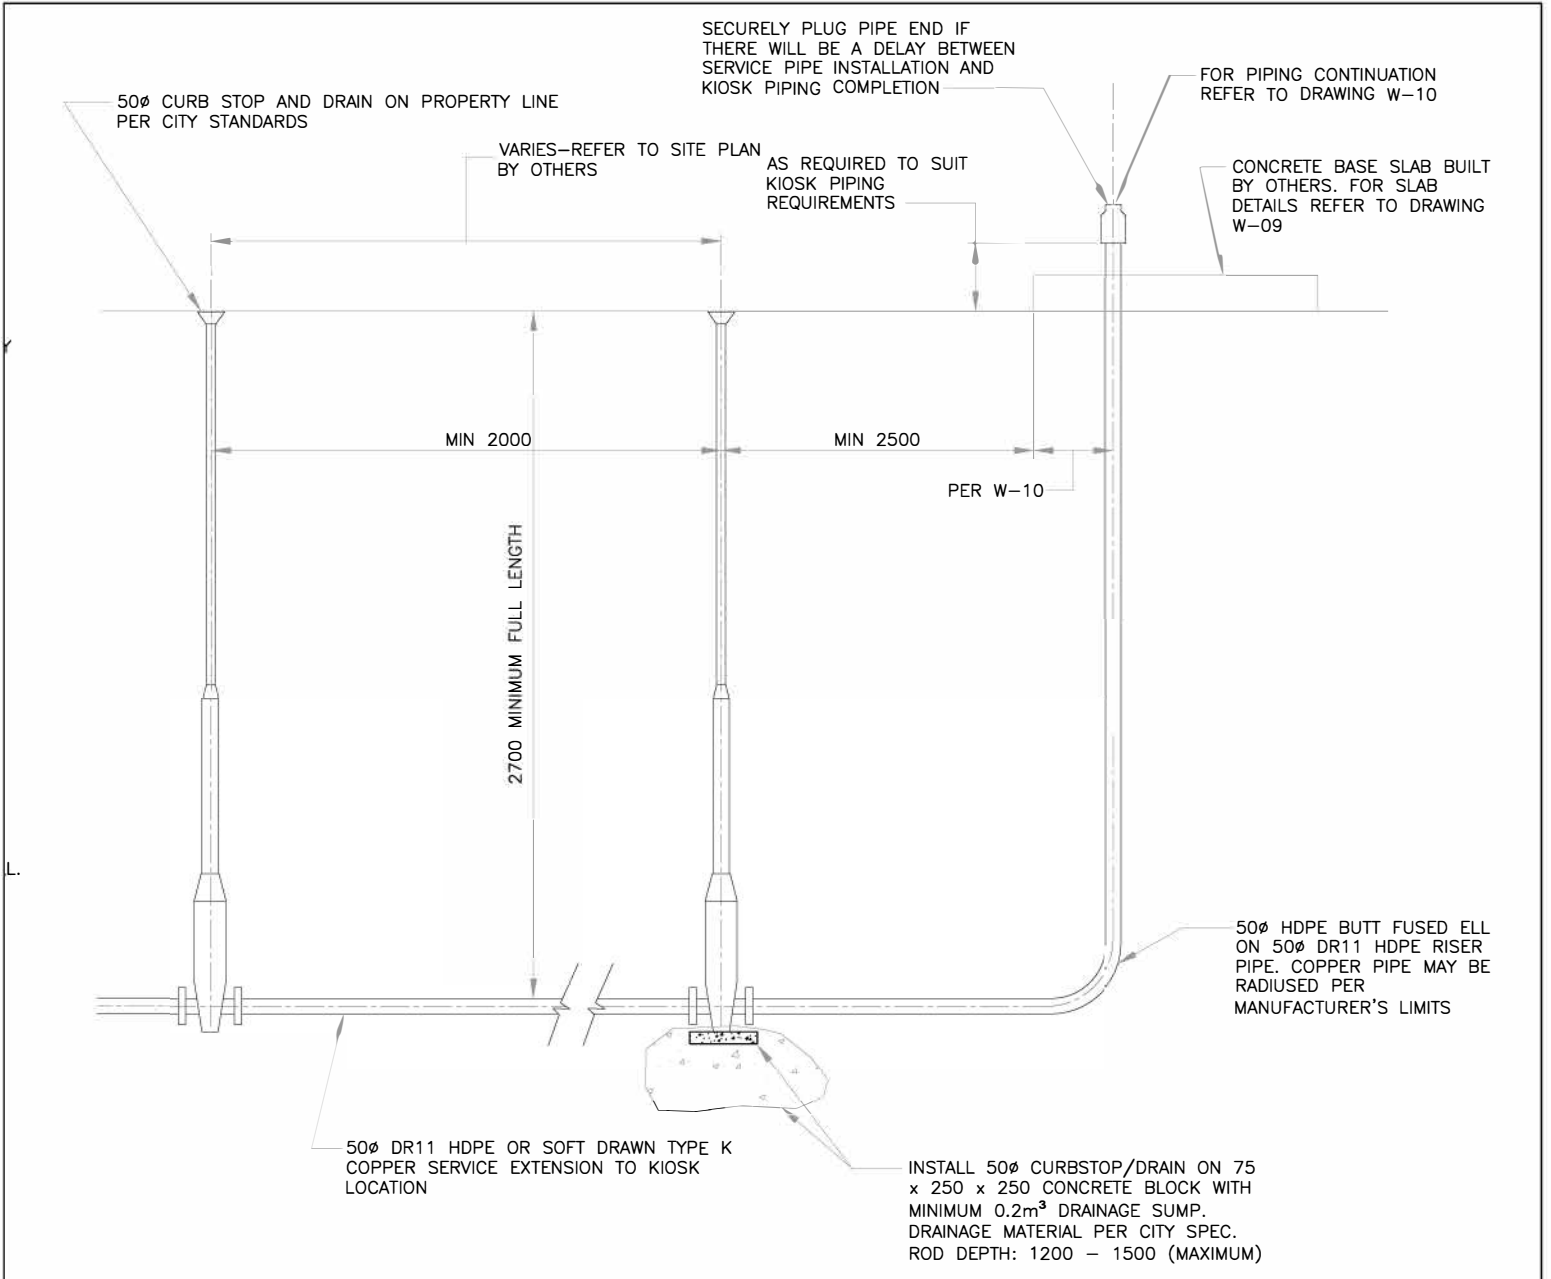 SECURELY PLUG PIPE END IF
THERE WILL BE A DELAY BETWEEN
SERVICE PIPE INSTALLATION AND
KIOSK PIPING COMPLETION
FOR PIPING CONTINUATION
REFER TO DRAWING W-10
50ø CURB STOP AND DRAIN ON PROPERTY LINE
PER CITY STANDARDS
VARIES-REFER TO SITE PLAN
BY OTHERS
AS REQUIRED TO SUIT
KIOSK PIPING
REQUIREMENTS
CONCRETE BASE SLAB BUILT
BY OTHERS. FOR SLAB
DETAILS REFER TO DRAWING
W-09
MIN 2000
MIN 2500
PER W-10
2700 MINIMUM FULL LENGTH
L.
50ø HDPE BUTT FUSED ELL
ON 50ø DR11 HDPE RISER
PIPE. COPPER PIPE MAY BE
RADIUSED PER
MANUFACTURER'S LIMITS
50ø DR11 HDPE OR SOFT DRAWN TYPE K
COPPER SERVICE EXTENSION TO KIOSK
LOCATION
INSTALL 50ø CURBSTOP/DRAIN ON 75
x 250 x 250 CONCRETE BLOCK WITH
MINIMUM 0.2m³ DRAINAGE SUMP.
DRAINAGE MATERIAL PER CITY SPEC.
ROD DEPTH: 1200 - 1500 (MAXIMUM)